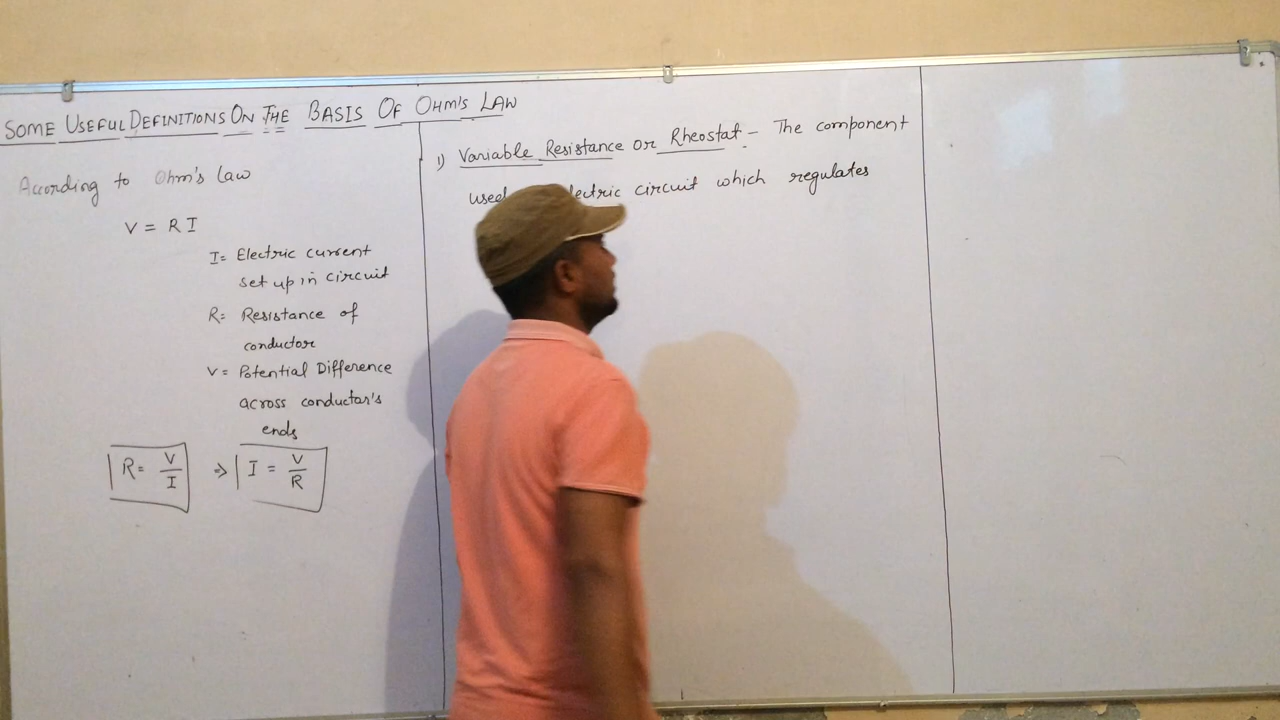 SOME USEFUL DEFINITIONS ON THE BASIS OF OHM'S LAW
According to Ohm's law
V = R I
I = Electric current
set up in circuit
R = Resistance of
conductor
V = Potential Difference
across conductor's
ends
R = V/I ⇒ I = V/R
1) Variable Resistance or Rheostat - The component
used circuit which regulates